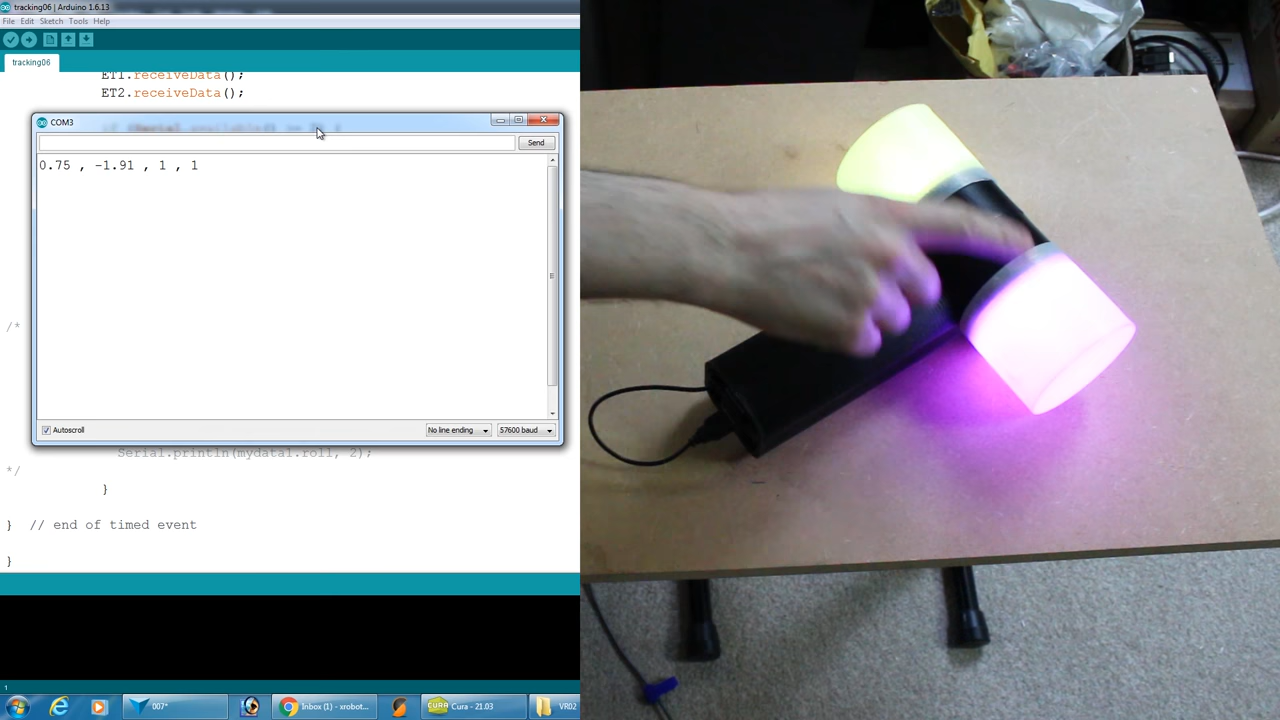 tracking06 | Arduino 1.6.13
File Edit Sketch Tools Help
tracking06
ET1.receiveData();
ET2.receiveData();
COM3
Send
0.75 , -1.91 , 1 , 1
/*
Autoscroll
No line ending
57600 baud
Serial.println(mydata1.roll, 2);
*/
}
} // end of timed event
}
1
007*
Inbox (1) - xrobot...
Cura - 21.03
VR02